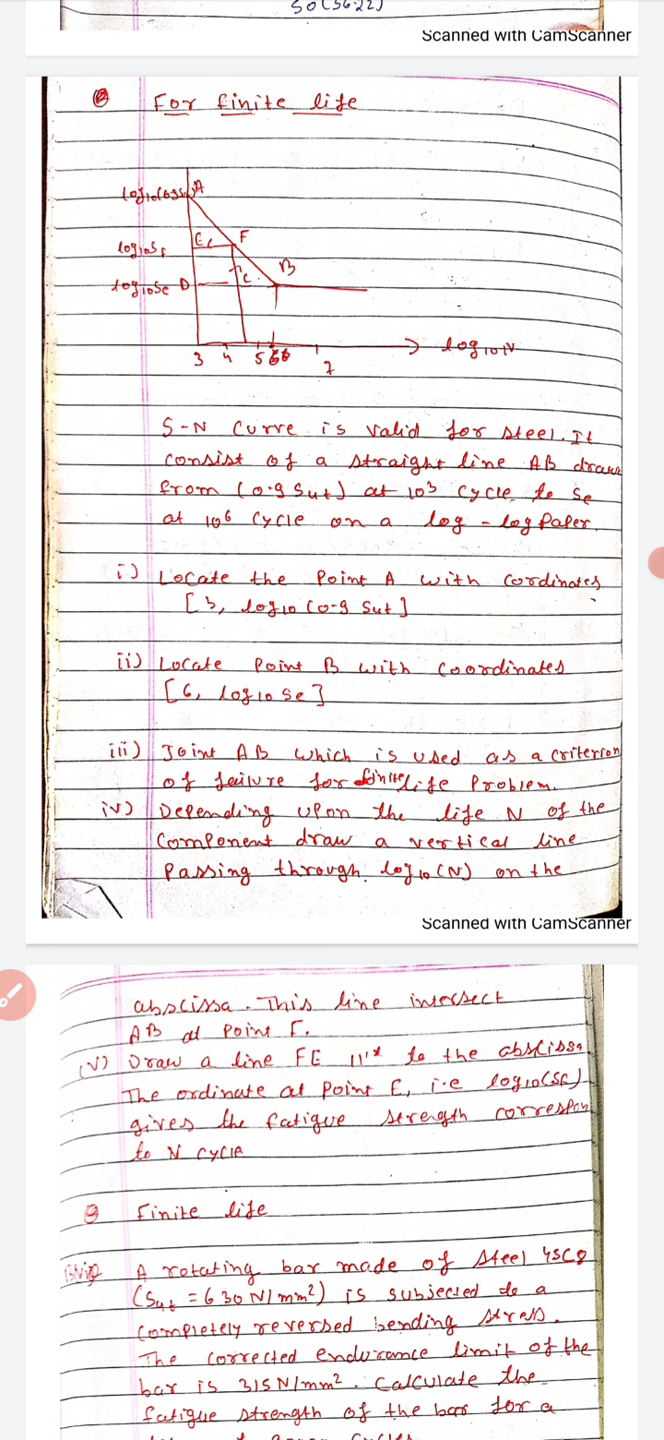 50(5622)
Scanned with CamScanner
For finite life
log10(0.9Sut) A
log10Sf E F
log10Se D C B
3 4 5 6 7 log10N
S-N Curve is valid for steel. It
consist of a straight line AB draw
from (0.9 Sut) at 10³ cycle to Se
at 10⁶ cycle on a log - log Paper.
i) Locate the Point A with cordinates
[3, log10 (0-9 Sut]
ii) Locate Point B with coordinates
[6, log10 Se]
iii) Joint AB which is used as a criterion
of failure for finite life Problem.
iv) Depending upon the life N of the
Component draw a vertical line
Passing through log10 (N) on the
Scanned with CamScanner
abscissa. This line intersect
AB at Point F.
(V) Draw a line FE 11'd to the abscissa
The ordinate at Point E, i.e log10(Sf)
gives the fatigue strength correspon
to N cycle
Finite life
A rotating bar made of steel 45C8
(Sut = 630 N/mm²) is subjected to a
completely reversed bending stress.
The corrected endurance limit of the
bar is 315N/mm². Calculate the
fatigue strength of the bar for a